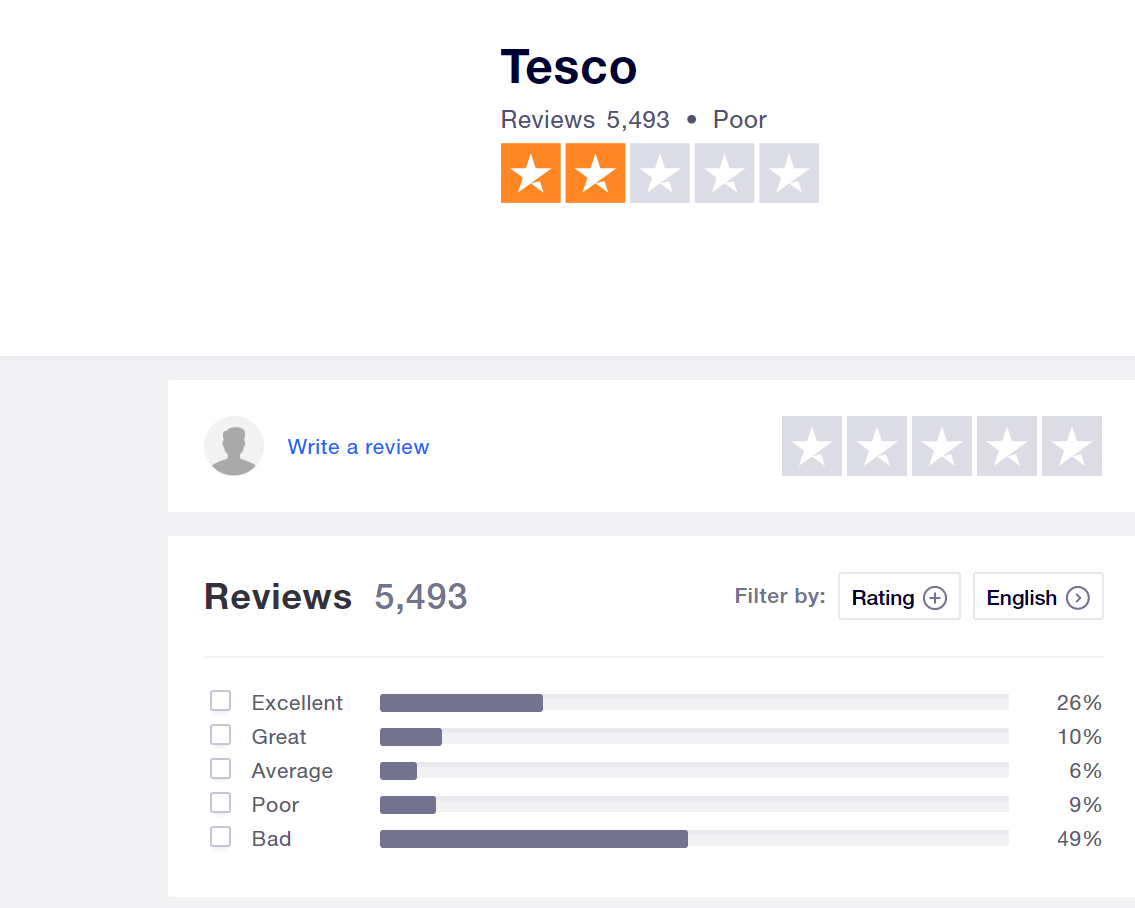 Tesco
Reviews 5,493 • Poor
Write a review
Reviews 5,493
Filter by: Rating English
Excellent 26%
Great 10%
Average 6%
Poor 9%
Bad 49%